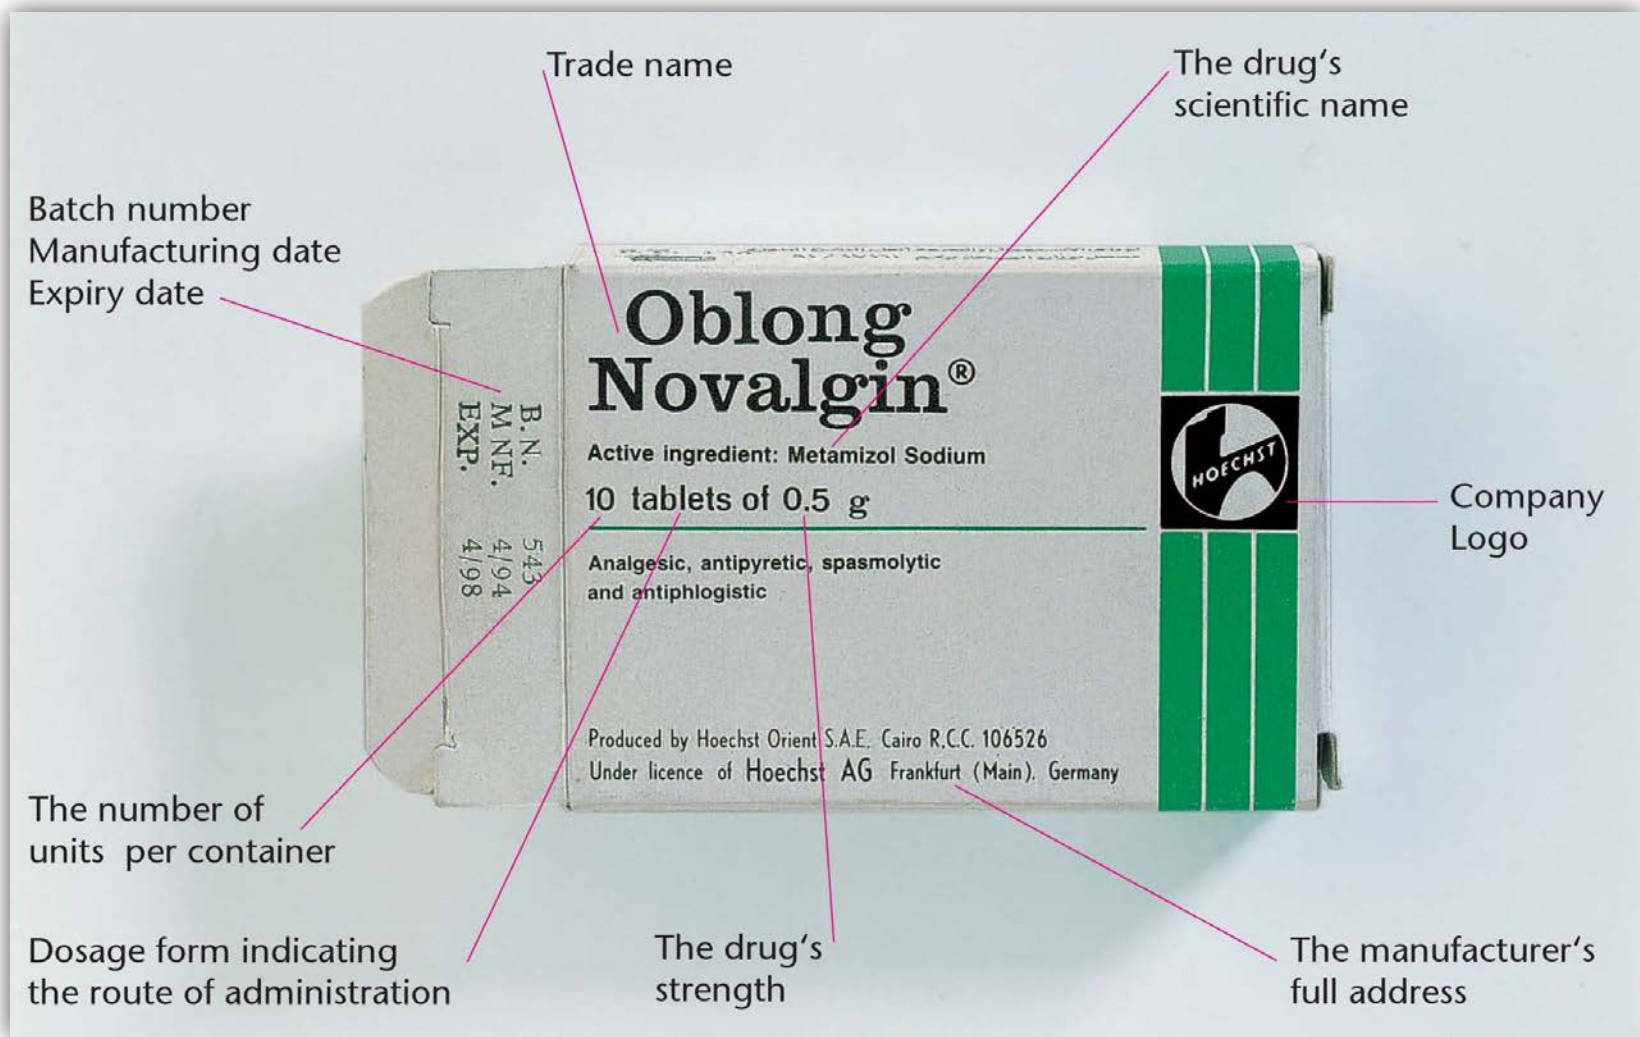 Trade name
The drug‘s
scientific name
Batch number
Manufacturing date
Expiry date
Oblong
Novalgin®
Active ingredient: Metamizol Sodium
10 tablets of 0.5 g
Analgesic, antipyretic, spasmolytic
and antiphlogistic
Produced by Hoechst Orient S.A.E. Cairo R.C.C. 106526
Under licence of Hoechst AG Frankfurt (Main). Germany
B.N. 543
MNF. 4/94
EXP. 4/98
HOECHST
Company
Logo
The number of
units per container
Dosage form indicating
the route of administration
The drug‘s
strength
The manufacturer‘s
full address